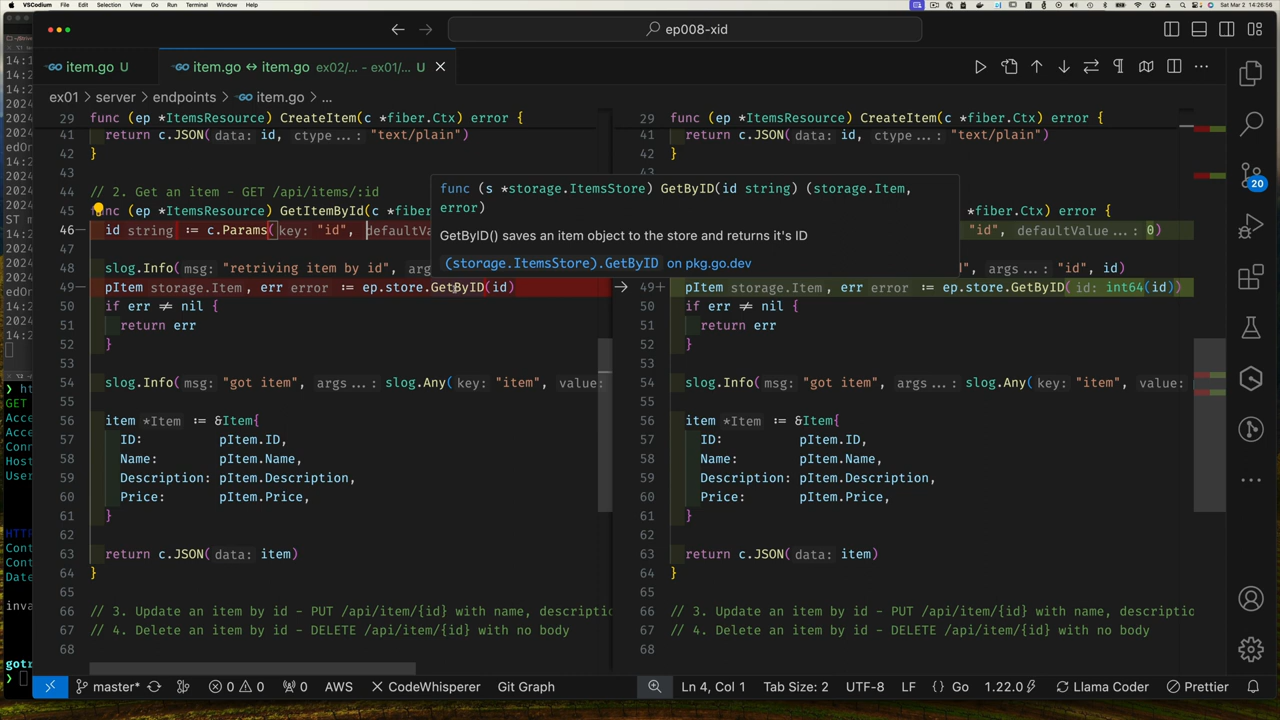 VSCodium File Edit Selection View Go Run Terminal Window Help
Sat Mar 2 14:26:56
ep008-xid
item.go U
item.go ↔ item.go ex02/… - ex01/… U
ex01 > server > endpoints > item.go > ...
29 func (ep *ItemsResource) CreateItem(c *fiber.Ctx) error {
41 return c.JSON(data: id, ctype...: "text/plain")
42 }
43
44 // 2. Get an item - GET /api/items/:id
45 func (ep *ItemsResource) GetItemById(c *fiber.
46 id string := c.Params(key: "id", defaultVa
48 slog.Info(msg: "retriving item by id",
49 pItem storage.Item, err error := ep.store.GetByID(id)
50 if err ≠ nil {
51 return err
52 }
53
54 slog.Info(msg: "got item", args...: slog.Any(key: "item", value:
55
56 item *Item := &Item{
57 ID: pItem.ID,
58 Name: pItem.Name,
59 Description: pItem.Description,
60 Price: pItem.Price,
61 }
62
63 return c.JSON(data: item)
64 }
65
66 // 3. Update an item by id - PUT /api/item/{id} with name, descriptio
67 // 4. Delete an item by id - DELETE /api/item/{id} with no body
68
func (s *storage.ItemsStore) GetByID(id string) (storage.Item,
error)
GetByID() saves an item object to the store and returns it's ID
(storage.ItemsStore).GetByID on pkg.go.dev
29 func (ep *ItemsResource) CreateItem(c *fiber.Ctx) error {
41 return c.JSON(data: id, ctype...: "text/plain")
42 }
43
*fiber.Ctx) error {
"id", defaultValue...: 0)
args...: "id", id)
49 pItem storage.Item, err error := ep.store.GetByID(id: int64(id))
50 if err ≠ nil {
51 return err
52 }
53
54 slog.Info(msg: "got item", args...: slog.Any(key: "item", value:
55
56 item *Item := &Item{
57 ID: pItem.ID,
58 Name: pItem.Name,
59 Description: pItem.Description,
60 Price: pItem.Price,
61 }
62
63 return c.JSON(data: item)
64 }
65
66 // 3. Update an item by id - PUT /api/item/{id} with name, descriptio
67 // 4. Delete an item by id - DELETE /api/item/{id} with no body
68
20
GET
Host
User
gotr
master* 0 0 0 AWS CodeWhisperer Git Graph Ln 4, Col 1 Tab Size: 2 UTF-8 LF {} Go 1.22.0 Llama Coder Prettier